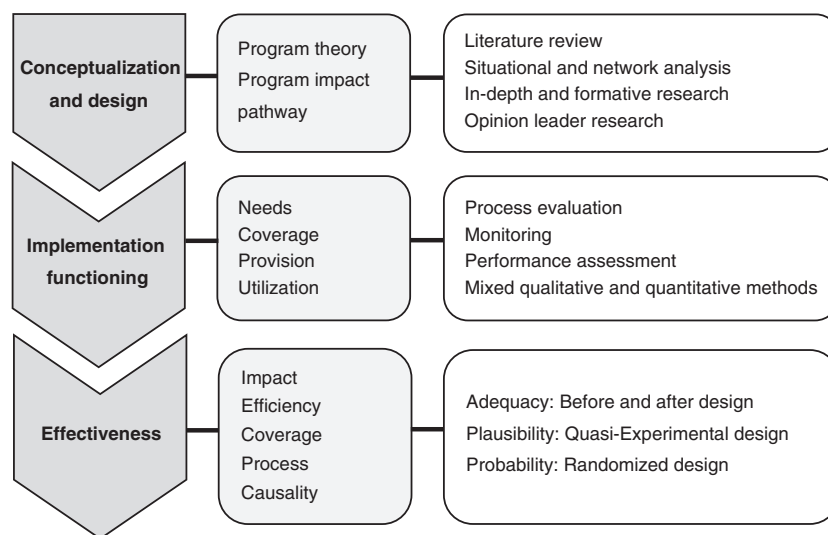 Conceptualization
and design
Program theory
Program impact
pathway
Literature review
Situational and network analysis
In-depth and formative research
Opinion leader research
Implementation
functioning
Needs
Coverage
Provision
Utilization
Process evaluation
Monitoring
Performance assessment
Mixed qualitative and quantitative methods
Effectiveness
Impact
Efficiency
Coverage
Process
Causality
Adequacy: Before and after design
Plausibility: Quasi-Experimental design
Probability: Randomized design